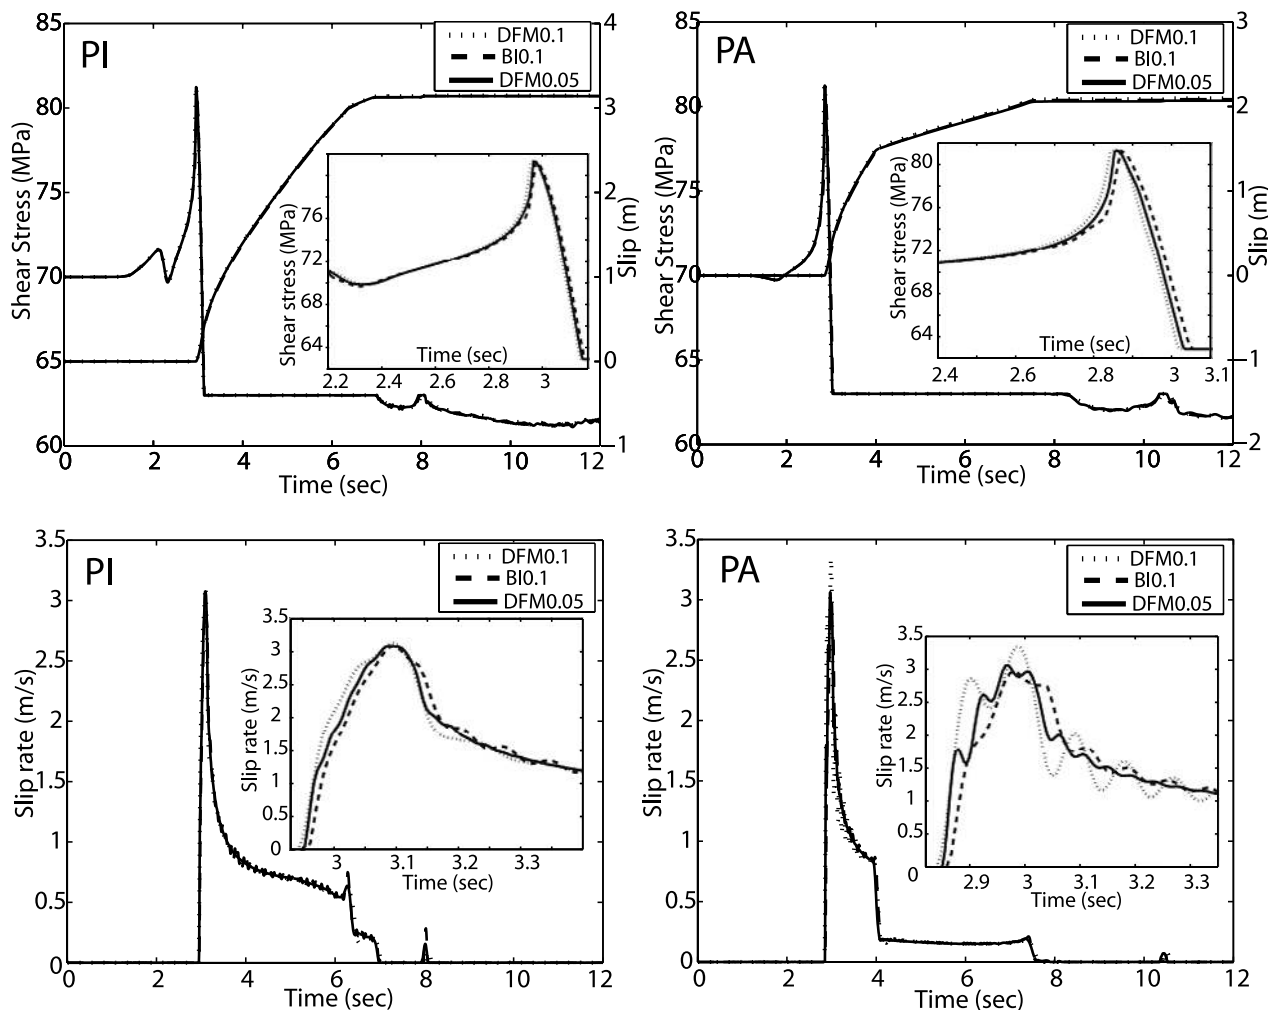 PI
DFM0.1
BI0.1
DFM0.05
Shear Stress (MPa)
85
80
75
70
65
60
4
3
2
1
0
−1
Slip (m)
0 2 4 6 8 10 12
Time (sec)
Shear stress (MPa)
76
72
68
64
2.2 2.4 2.6 2.8 3
Time (sec)
PA
DFM0.1
BI0.1
DFM0.05
Shear Stress (MPa)
85
80
75
70
65
60
3
2
1
0
−1
−2
Slip (m)
0 2 4 6 8 10 12
Time (sec)
Shear stress (MPa)
80
76
72
68
64
2.4 2.6 2.8 3 3.1
Time (sec)
PI
DFM0.1
BI0.1
DFM0.05
Slip rate (m/s)
3.5
3
2.5
2
1.5
1
0.5
0
0 2 4 6 8 10 12
Time (sec)
Slip rate (m/s)
3.5
3
2.5
2
1.5
1
0.5
0
3 3.1 3.2 3.3
Time (sec)
PA
DFM0.1
BI0.1
DFM0.05
Slip rate (m/s)
3.5
3
2.5
2
1.5
1
0.5
0
0 2 4 6 8 10 12
Time (sec)
Slip rate (m/s)
3.5
3
2.5
2
1.5
1
0.5
0
2.9 3 3.1 3.2 3.3
Time (sec)